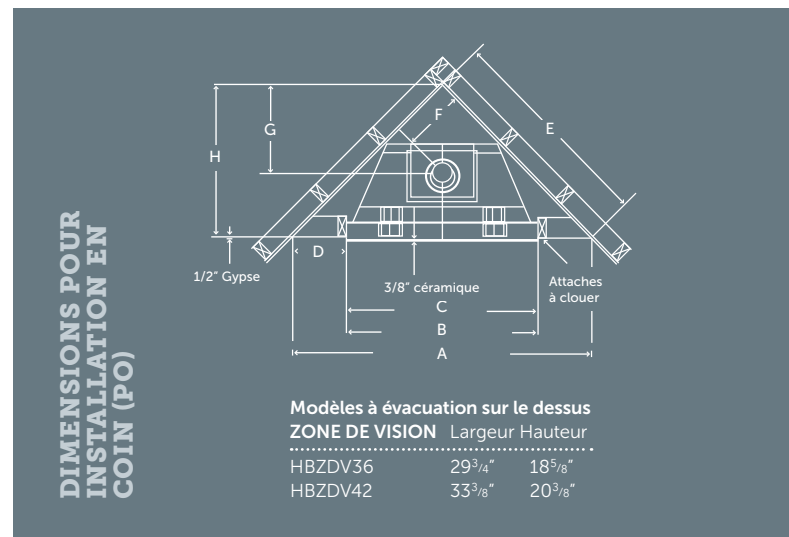 DIMENSIONS POUR
INSTALLATION EN
COIN (PO)
F
E
G
H
D
1/2" Gypse
3/8" céramique
Attaches
à clouer
C
B
A
Modèles à évacuation sur le dessus
ZONE DE VISION Largeur Hauteur
HBZDV36 29 3/4" 18 5/8"
HBZDV42 33 3/8" 20 3/8"